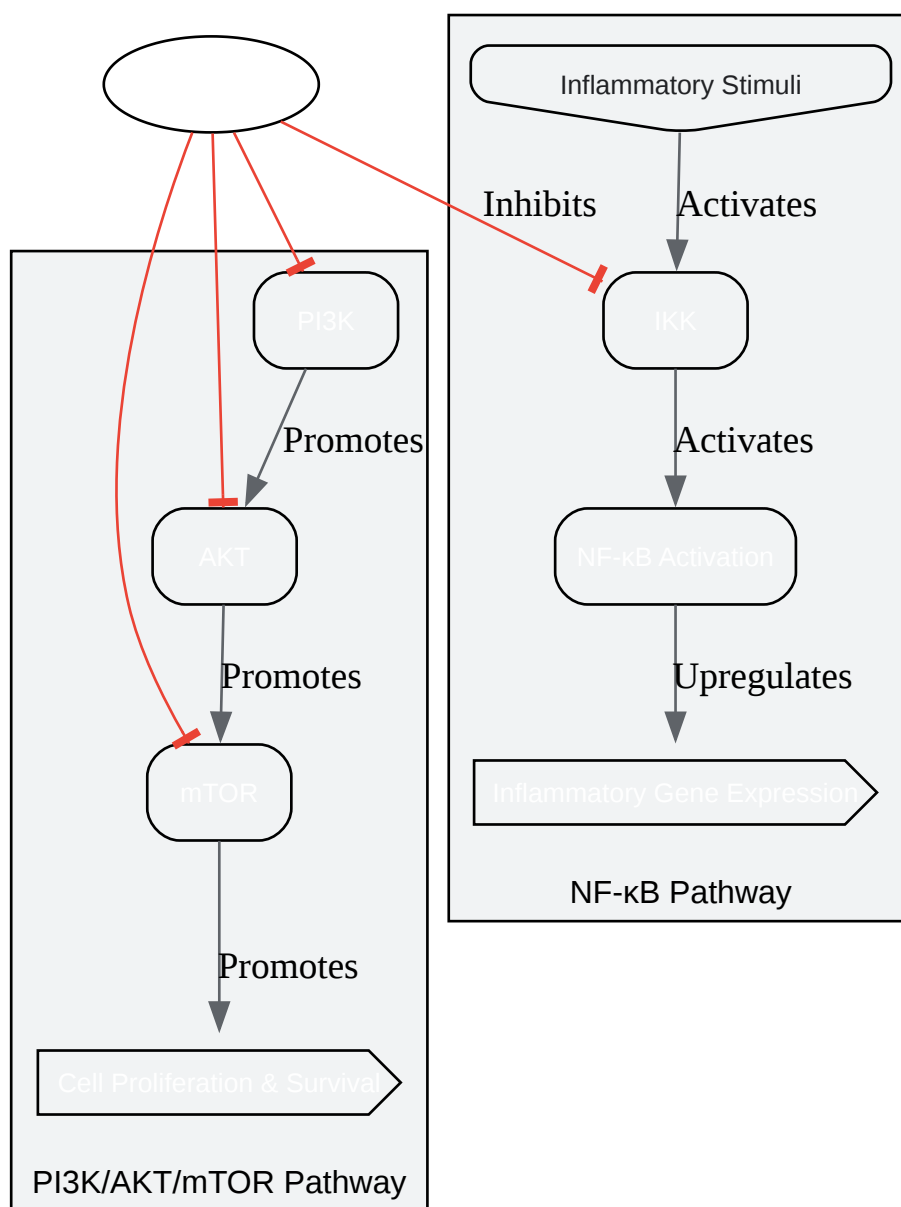 Inflammatory Stimuli
Inhibits
Activates
PI3K
IKK
Promotes
Activates
AKT
NF-κB Activation
Promotes
Upregulates
mTOR
Inflammatory Gene Expression
NF-κB Pathway
Promotes
Cell Proliferation & Survival
PI3K/AKT/mTOR Pathway